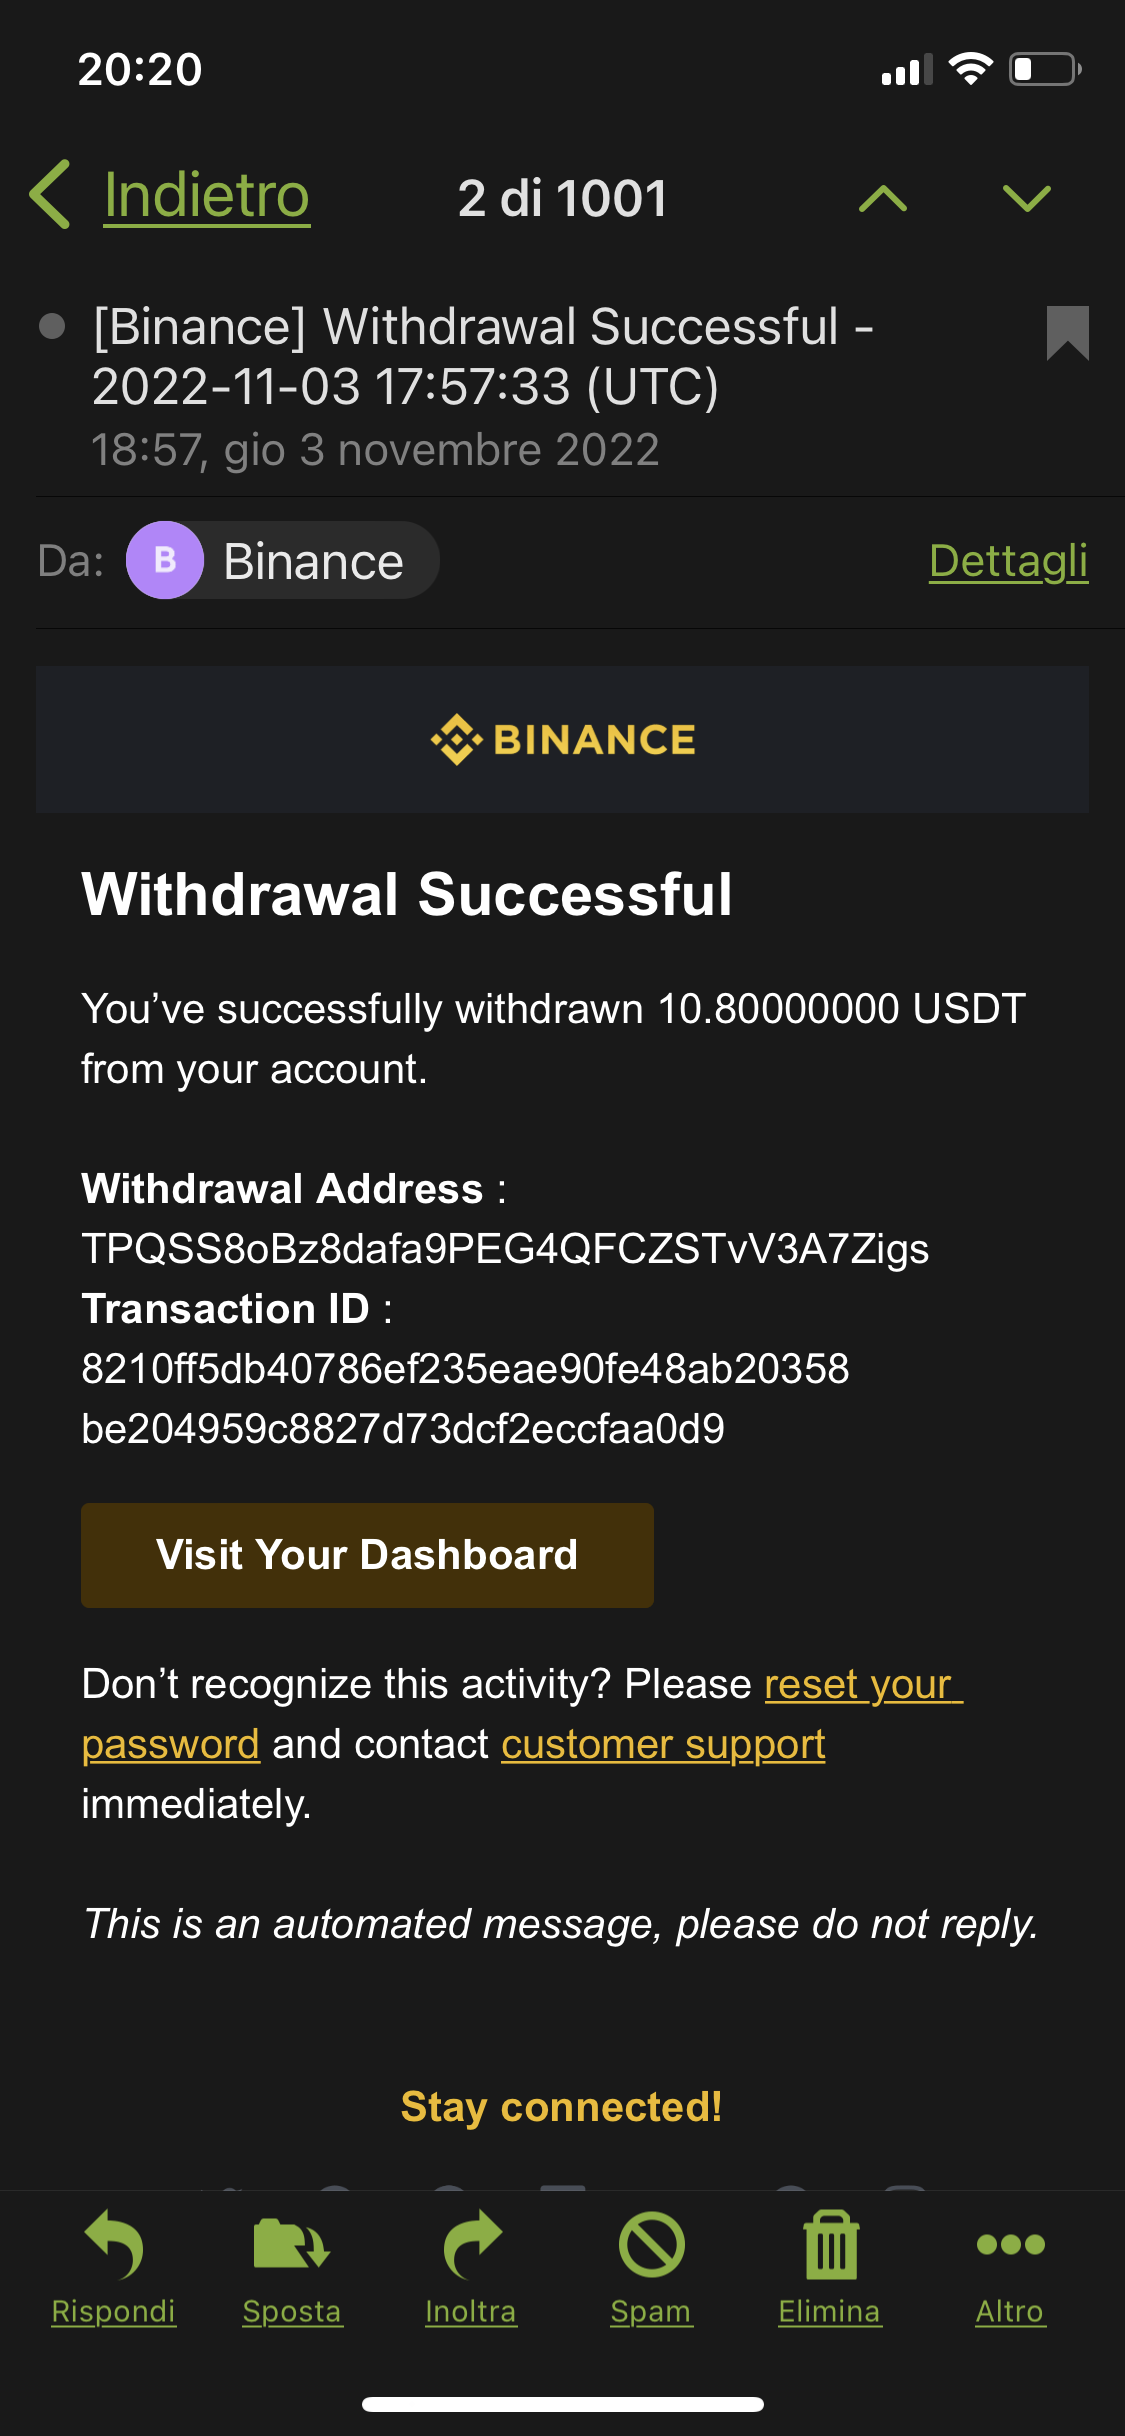 20:20
Indietro
2 di 1001
[Binance] Withdrawal Successful -
2022-11-03 17:57:33 (UTC)
18:57, gio 3 novembre 2022
Da: B Binance Dettagli
BINANCE
Withdrawal Successful
You’ve successfully withdrawn 10.80000000 USDT
from your account.
Withdrawal Address :
TPQSS8oBz8dafa9PEG4QFCZSTvV3A7Zigs
Transaction ID :
8210ff5db40786ef235eae90fe48ab20358
be204959c8827d73dcf2eccfaa0d9
Visit Your Dashboard
Don’t recognize this activity? Please reset your
password and contact customer support
immediately.
This is an automated message, please do not reply.
Stay connected!
Rispondi
Sposta
Inoltra
Spam
Elimina
Altro